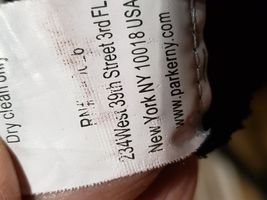 Dry clean only
234West 39th Street 3rd FL
New York NY 10018 USA
www.parkerny.com